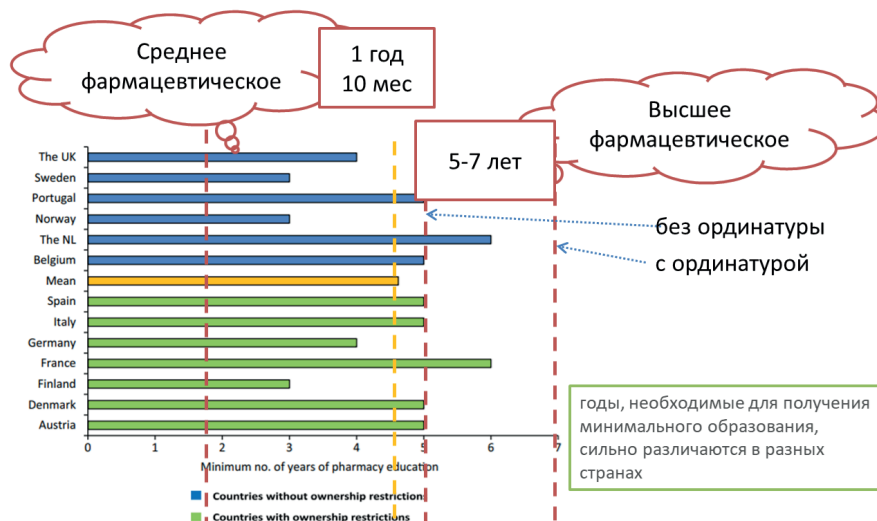 Среднее
фармацевтическое
1 год
10 мес
Высшее
фармацевтическое
5-7 лет
без ординатуры
с ординатурой
The UK
Sweden
Portugal
Norway
The NL
Belgium
Mean
Spain
Italy
Germany
France
Finland
Denmark
Austria
0 1 2 3 4 5 6 7
Minimum no. of years of pharmacy education
Countries without ownership restrictions
Countries with ownership restrictions
годы, необходимые для получения
минимального образования,
сильно различаются в разных
странах